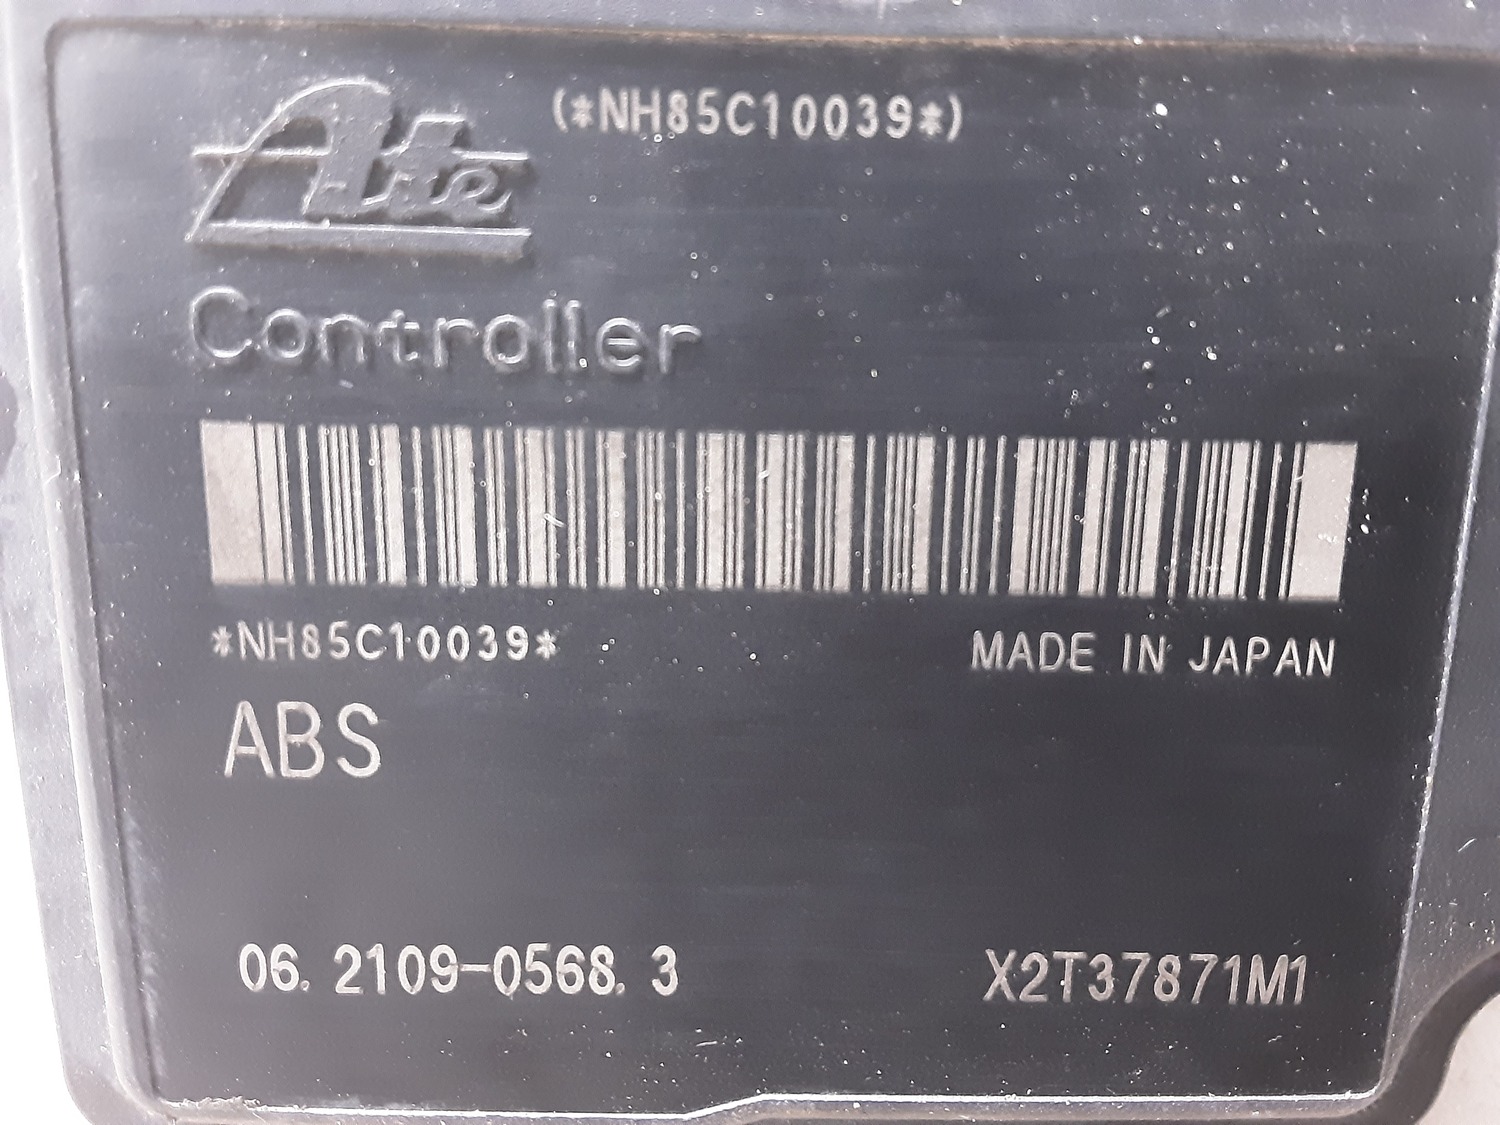 Ate
(*NH85C10039*)
Controller
*NH85C10039*
MADE IN JAPAN
ABS
06. 2109-0568. 3
X2T37871M1